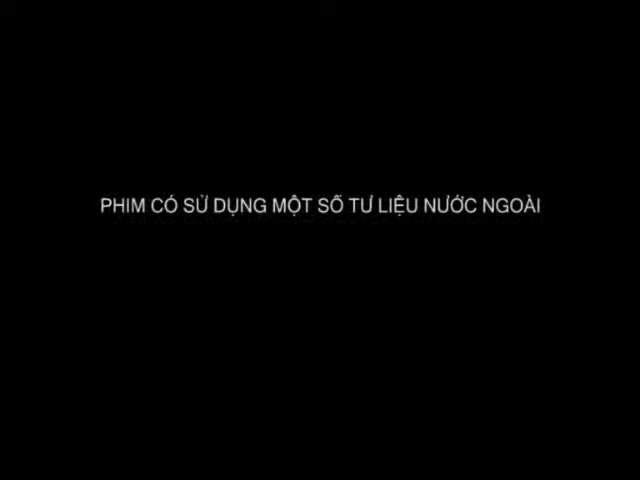 PHIM CÓ SỬ DỤNG MỘT SỐ TƯ LIỆU NƯỚC NGOÀI